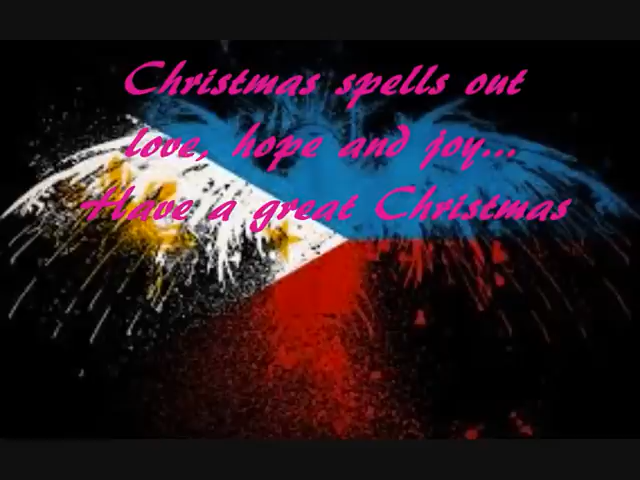 Christmas spells out
love, hope and joy...
Have a great Christmas